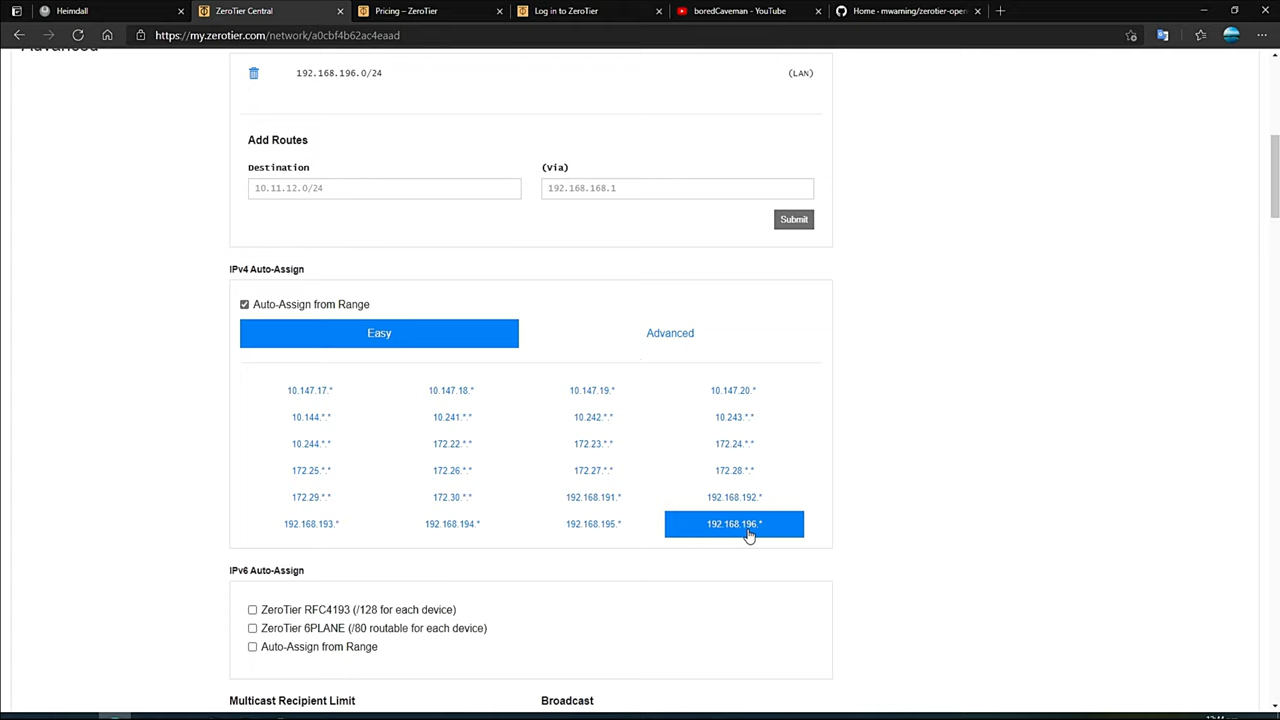 Heimdall
ZeroTier Central
Pricing – ZeroTier
Log in to ZeroTier
boredCaveman - YouTube
Home · mwarning/zerotier-open
https://my.zerotier.com/network/a0cbf4b62ac4eaad
Advanced
192.168.196.0/24 (LAN)
Add Routes
Destination (Via)
10.11.12.0/24 192.168.168.1
Submit
IPv4 Auto-Assign
Auto-Assign from Range
Easy Advanced
10.147.17.* 10.147.18.* 10.147.19.* 10.147.20.*
10.144.*.* 10.241.*.* 10.242.*.* 10.243.*.*
10.244.*.* 172.22.*.* 172.23.*.* 172.24.*.*
172.25.*.* 172.26.*.* 172.27.*.* 172.28.*.*
172.29.*.* 172.30.*.* 192.168.191.* 192.168.192.*
192.168.193.* 192.168.194.* 192.168.195.* 192.168.196.*
IPv6 Auto-Assign
ZeroTier RFC4193 (/128 for each device)
ZeroTier 6PLANE (/80 routable for each device)
Auto-Assign from Range
Multicast Recipient Limit Broadcast